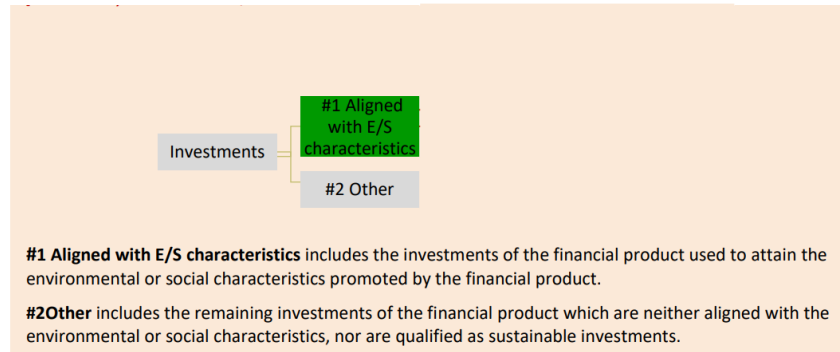 #1 Aligned
with E/S
Investments
characteristics
#2 Other
#1 Aligned with E/S characteristics includes the investments of the financial product used to attain the
environmental or social characteristics promoted by the financial product.
#2Other includes the remaining investments of the financial product which are neither aligned with the
environmental or social characteristics, nor are qualified as sustainable investments.